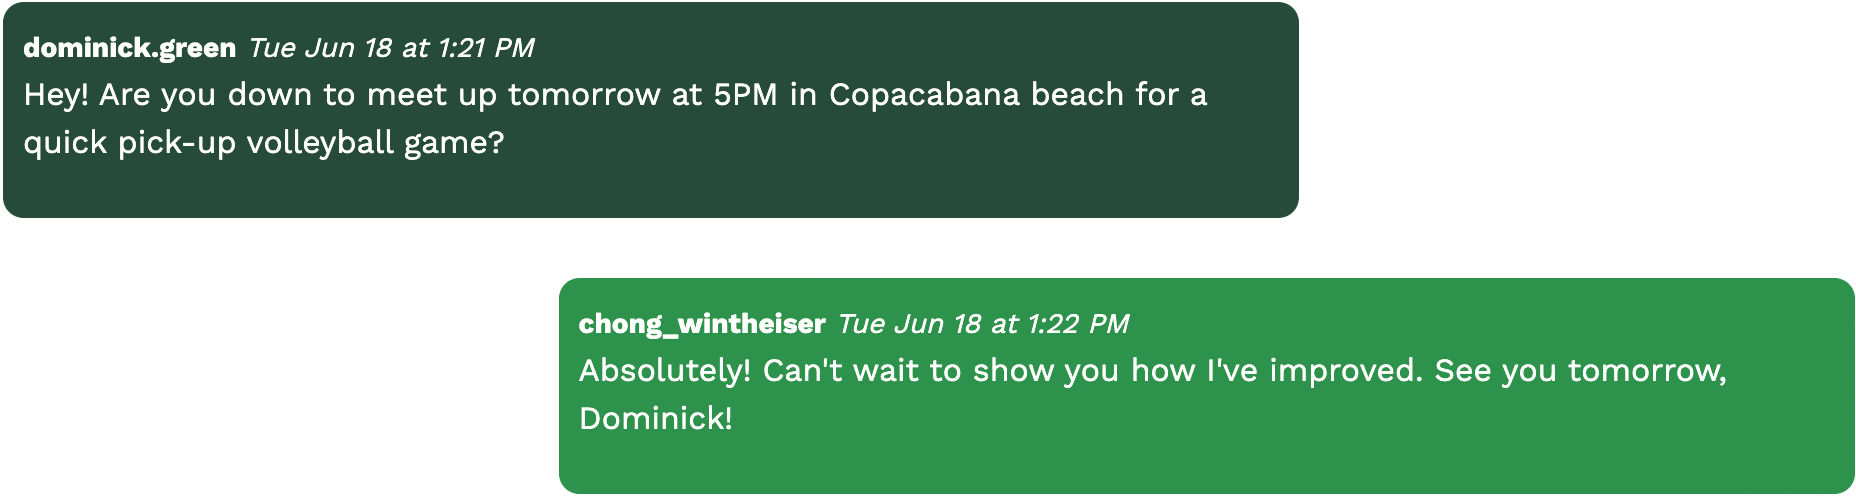 dominick.green Tue Jun 18 at 1:21 PM
Hey! Are you down to meet up tomorrow at 5PM in Copacabana beach for a
quick pick-up volleyball game?
chong_wintheiser Tue Jun 18 at 1:22 PM
Absolutely! Can't wait to show you how I've improved. See you tomorrow,
Dominick!